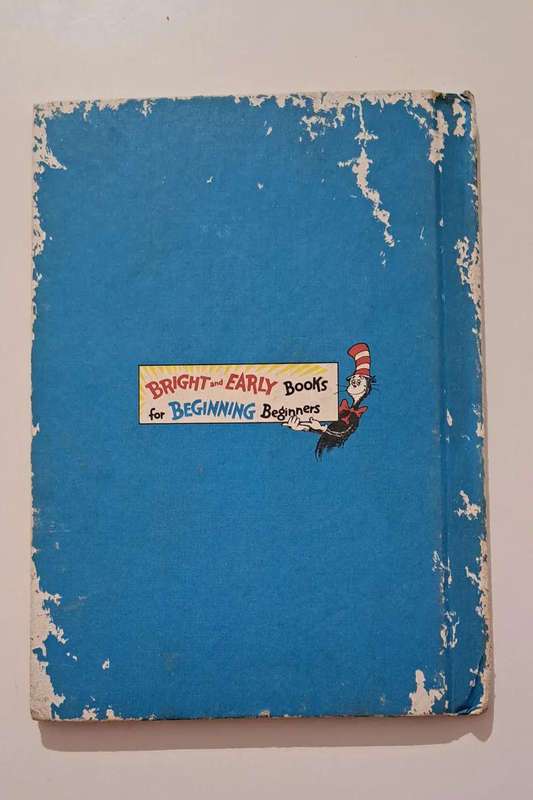 BRIGHT and EARLY BOOKS
for BEGINNING Beginners